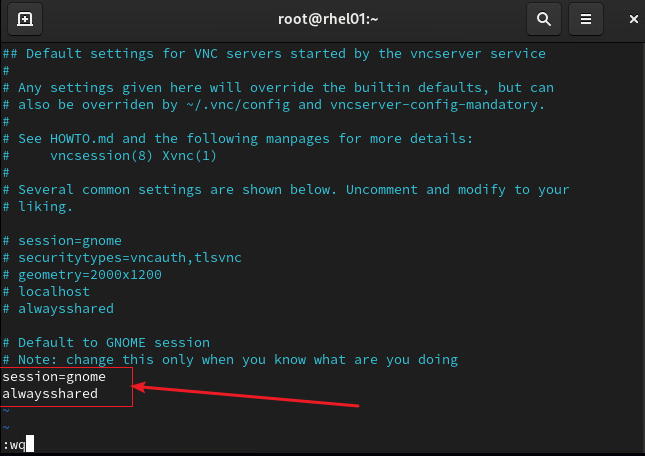 root@rhel01:~
## Default settings for VNC servers started by the vncserver service
#
# Any settings given here will override the builtin defaults, but can
# also be overriden by ~/.vnc/config and vncserver-config-mandatory.
#
# See HOWTO.md and the following manpages for more details:
#     vncsession(8) Xvnc(1)
#
# Several common settings are shown below. Uncomment and modify to your
# liking.

# session=gnome
# securitytypes=vncauth,tlsvnc
# geometry=2000x1200
# localhost
# alwaysshared

# Default to GNOME session
# Note: change this only when you know what are you doing
session=gnome
alwaysshared
~
~
:wq